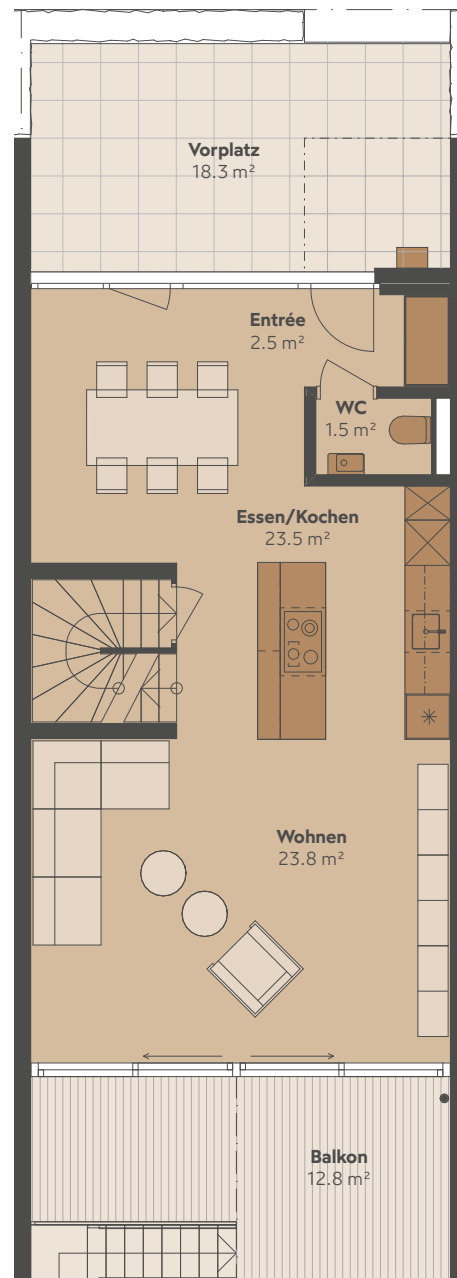 Vorplatz
18.3 m²
Entrée
2.5 m²
WC
1.5 m²
Essen/Kochen
23.5 m²
Wohnen
23.8 m²
Balkon
12.8 m²